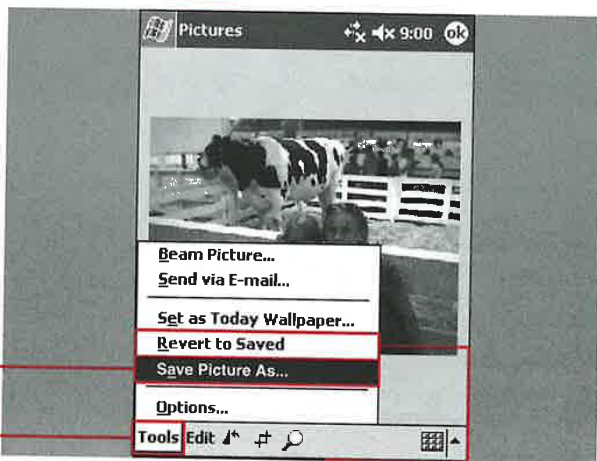 Pictures 9:00 ok
Beam Picture...
Send via E-mail...
Set as Today Wallpaper...
Revert to Saved
Save Picture As...
Options...
Tools Edit